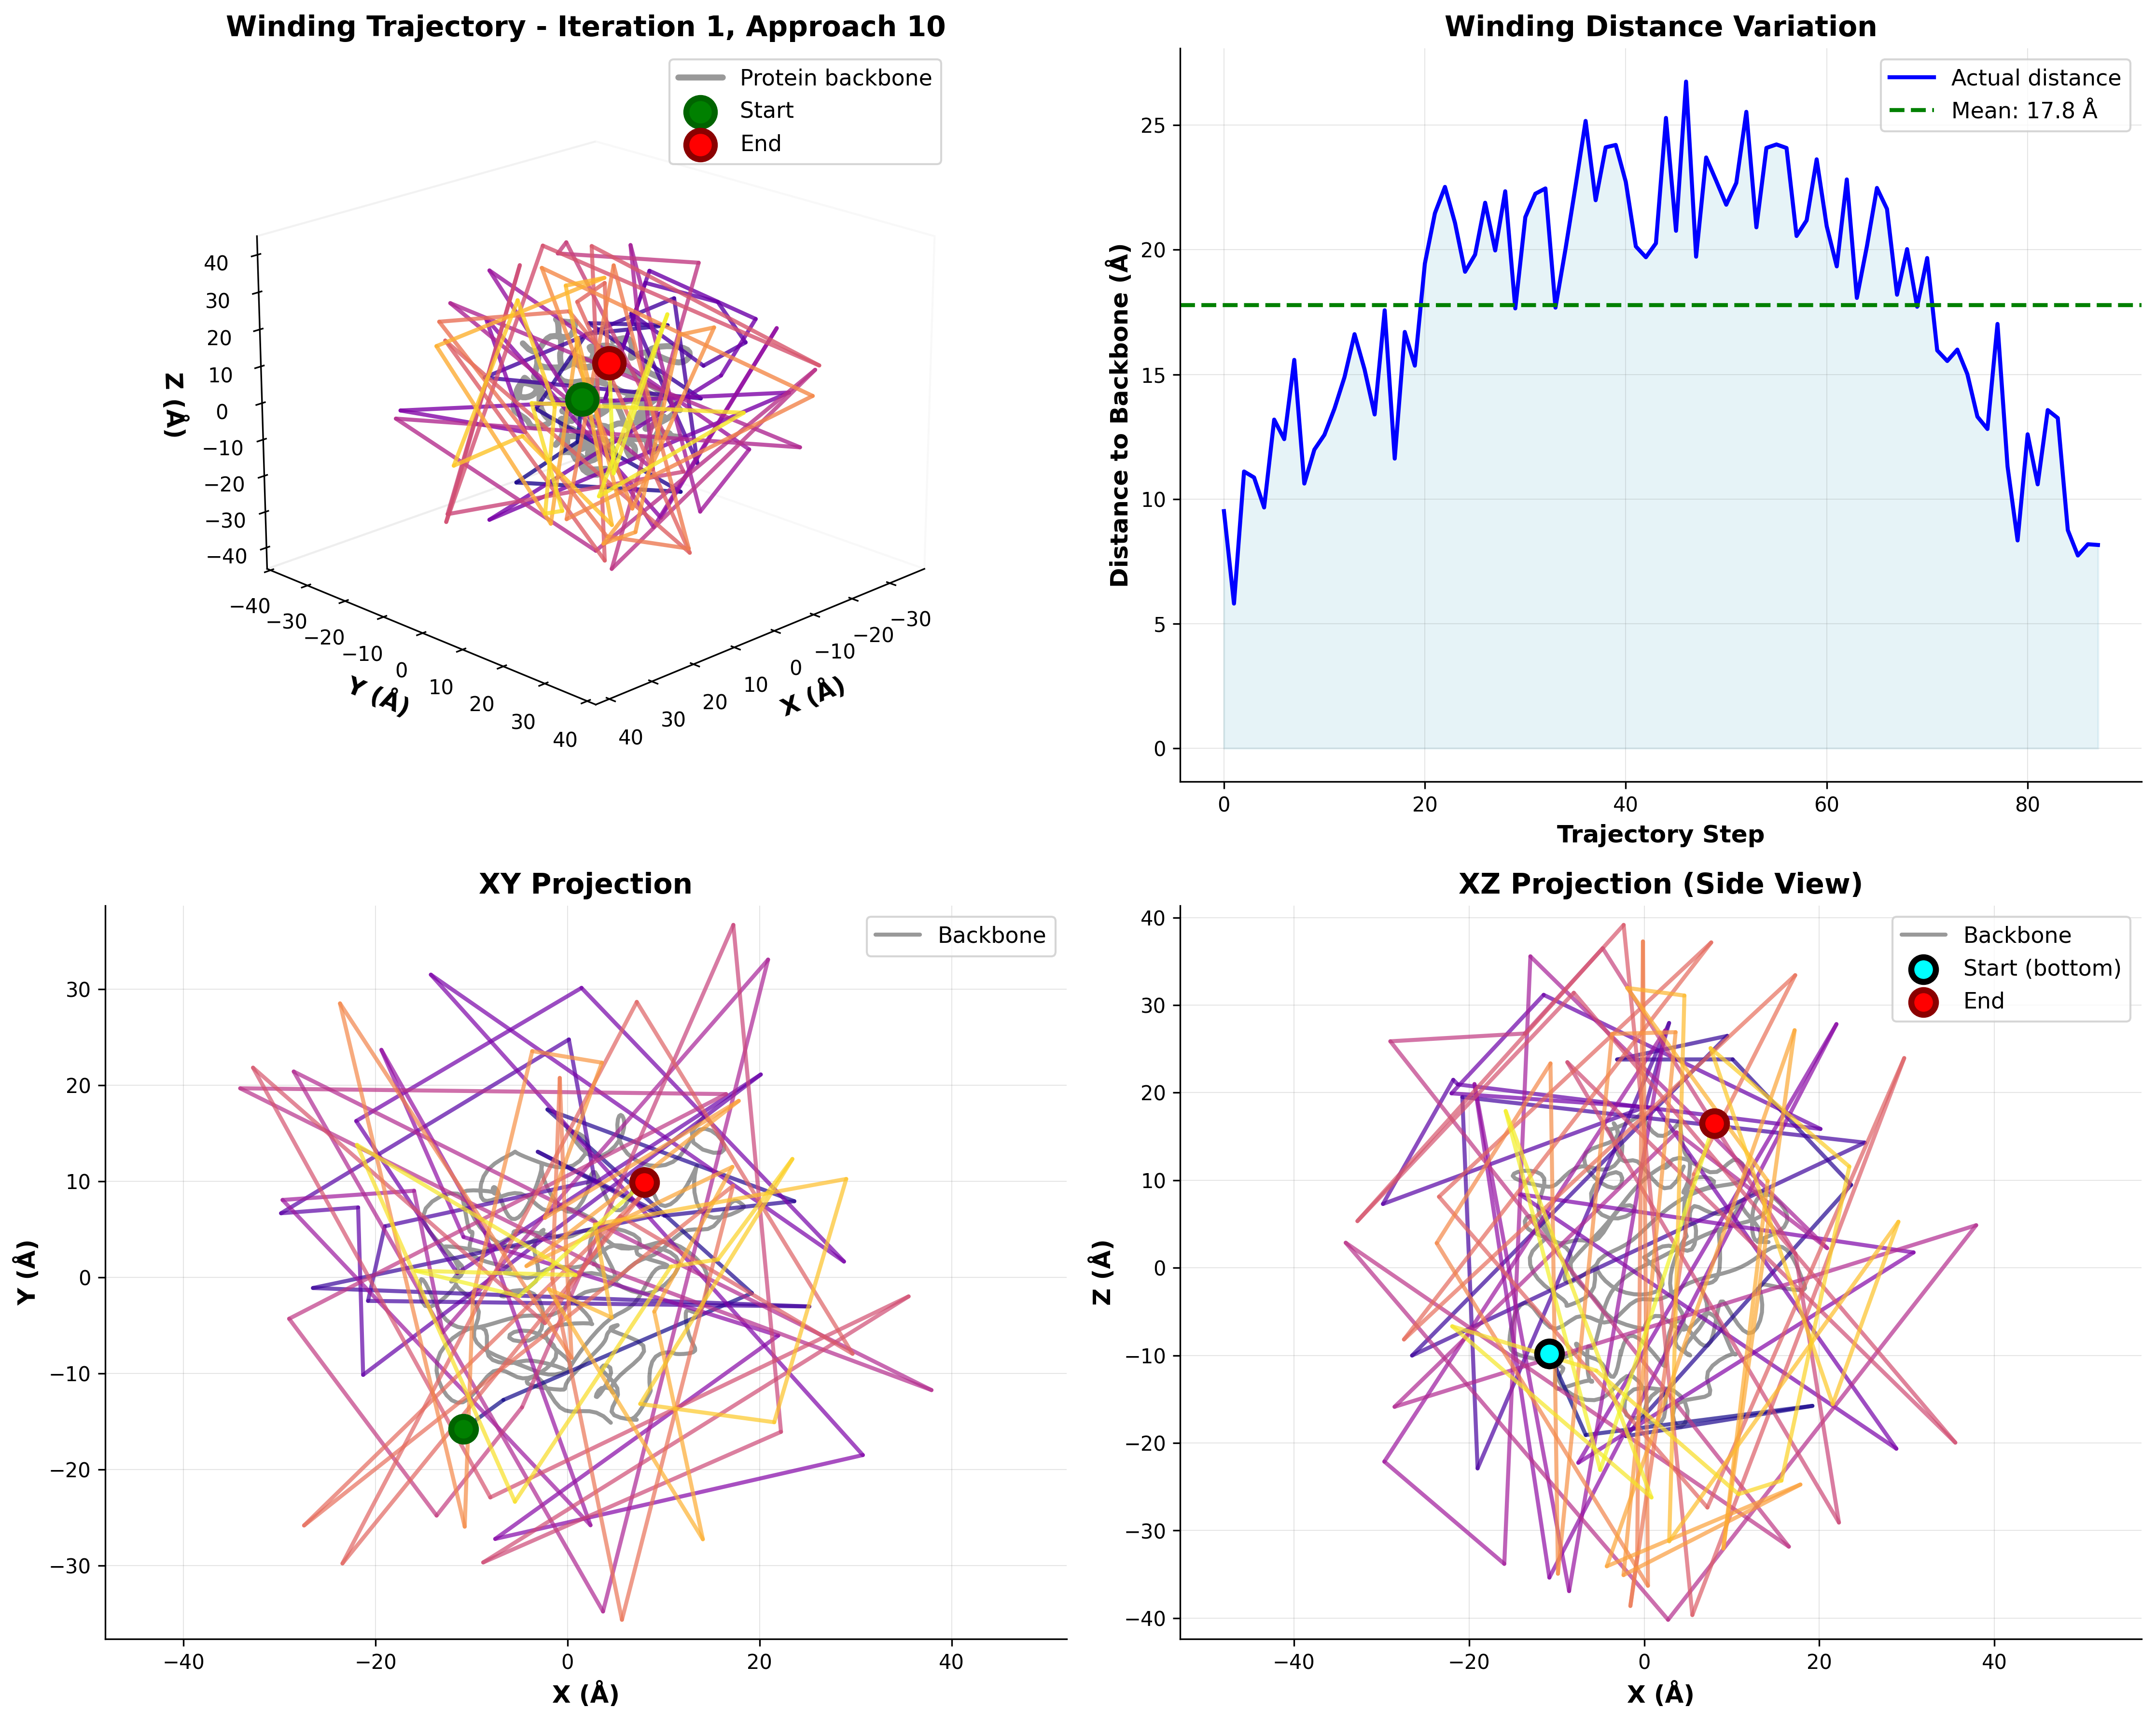 Winding Trajectory - Iteration 1, Approach 10
Protein backbone
Start
End
40
30
20
10
0
−10
−20
−30
−40
Z (Å)
−40
−30
−20
−10
0
10
20
30
40
Y (Å)
40
30
20
10
0
−10
−20
−30
X (Å)
Winding Distance Variation
Actual distance
Mean: 17.8 Å
25
20
15
10
5
0
Distance to Backbone (Å)
0 20 40 60 80
Trajectory Step
XY Projection
Backbone
30
20
10
0
−10
−20
−30
Y (Å)
−40 −20 0 20 40
X (Å)
XZ Projection (Side View)
Backbone
Start (bottom)
End
40
30
20
10
0
−10
−20
−30
−40
Z (Å)
−40 −20 0 20 40
X (Å)